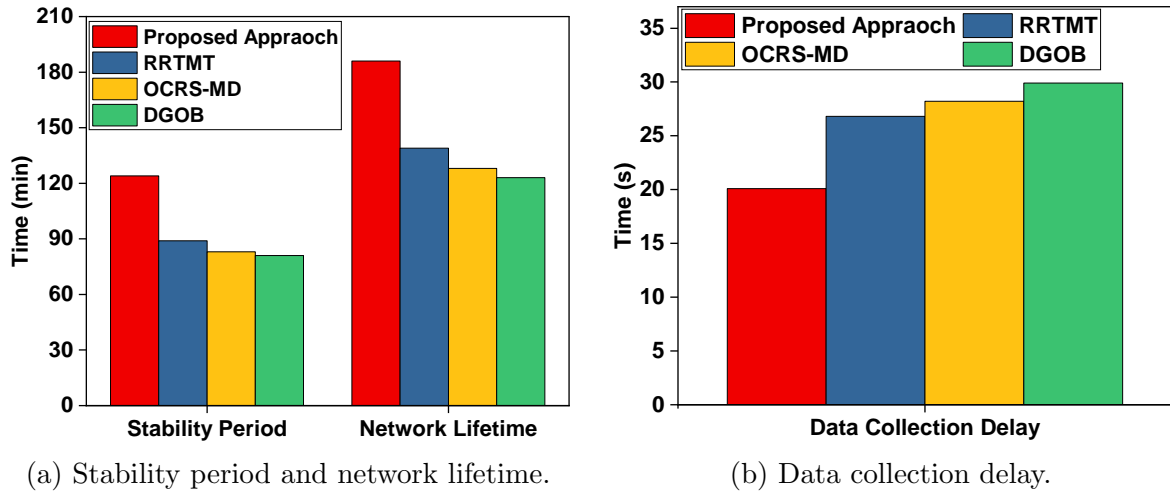 210
180
150
120
90
60
30
0
Time (min)
Proposed Appraoch
RRTMT
OCRS-MD
DGOB
Stability Period
Network Lifetime
(a) Stability period and network lifetime.
35
30
25
20
15
10
5
0
Time (s)
Proposed Appraoch
RRTMT
OCRS-MD
DGOB
Data Collection Delay
(b) Data collection delay.